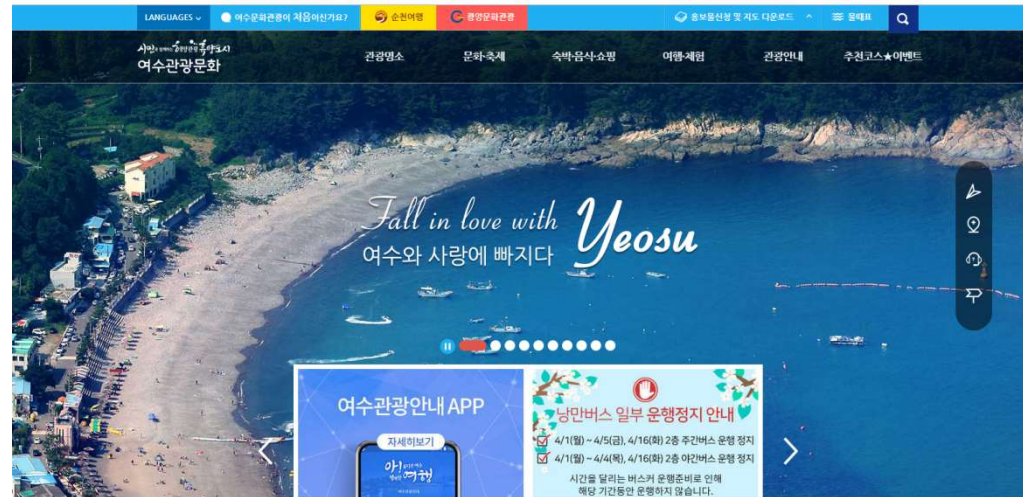 LANGUAGES
여수문화관광이 처음이신가요?
순천여행
광양문화관광
홍보물신청 및 지도 다운로드
물때표
여수관광문화
관광명소
문화·축제
숙박·음식·쇼핑
여행·체험
관광안내
추천코스★이벤트
Fall in love with Yeosu
여수와 사랑에 빠지다
여수관광안내 APP
자세히보기
낭만버스 일부 운행정지 안내
4/1(월) ~ 4/5(금), 4/16(화) 2층 주간버스 운행 정지
4/1(월) ~ 4/4(목), 4/16(화) 2층 야간버스 운행 정지
시간을 달리는 버스커 운행준비로 인해
해당 기간동안 운행하지 않습니다.